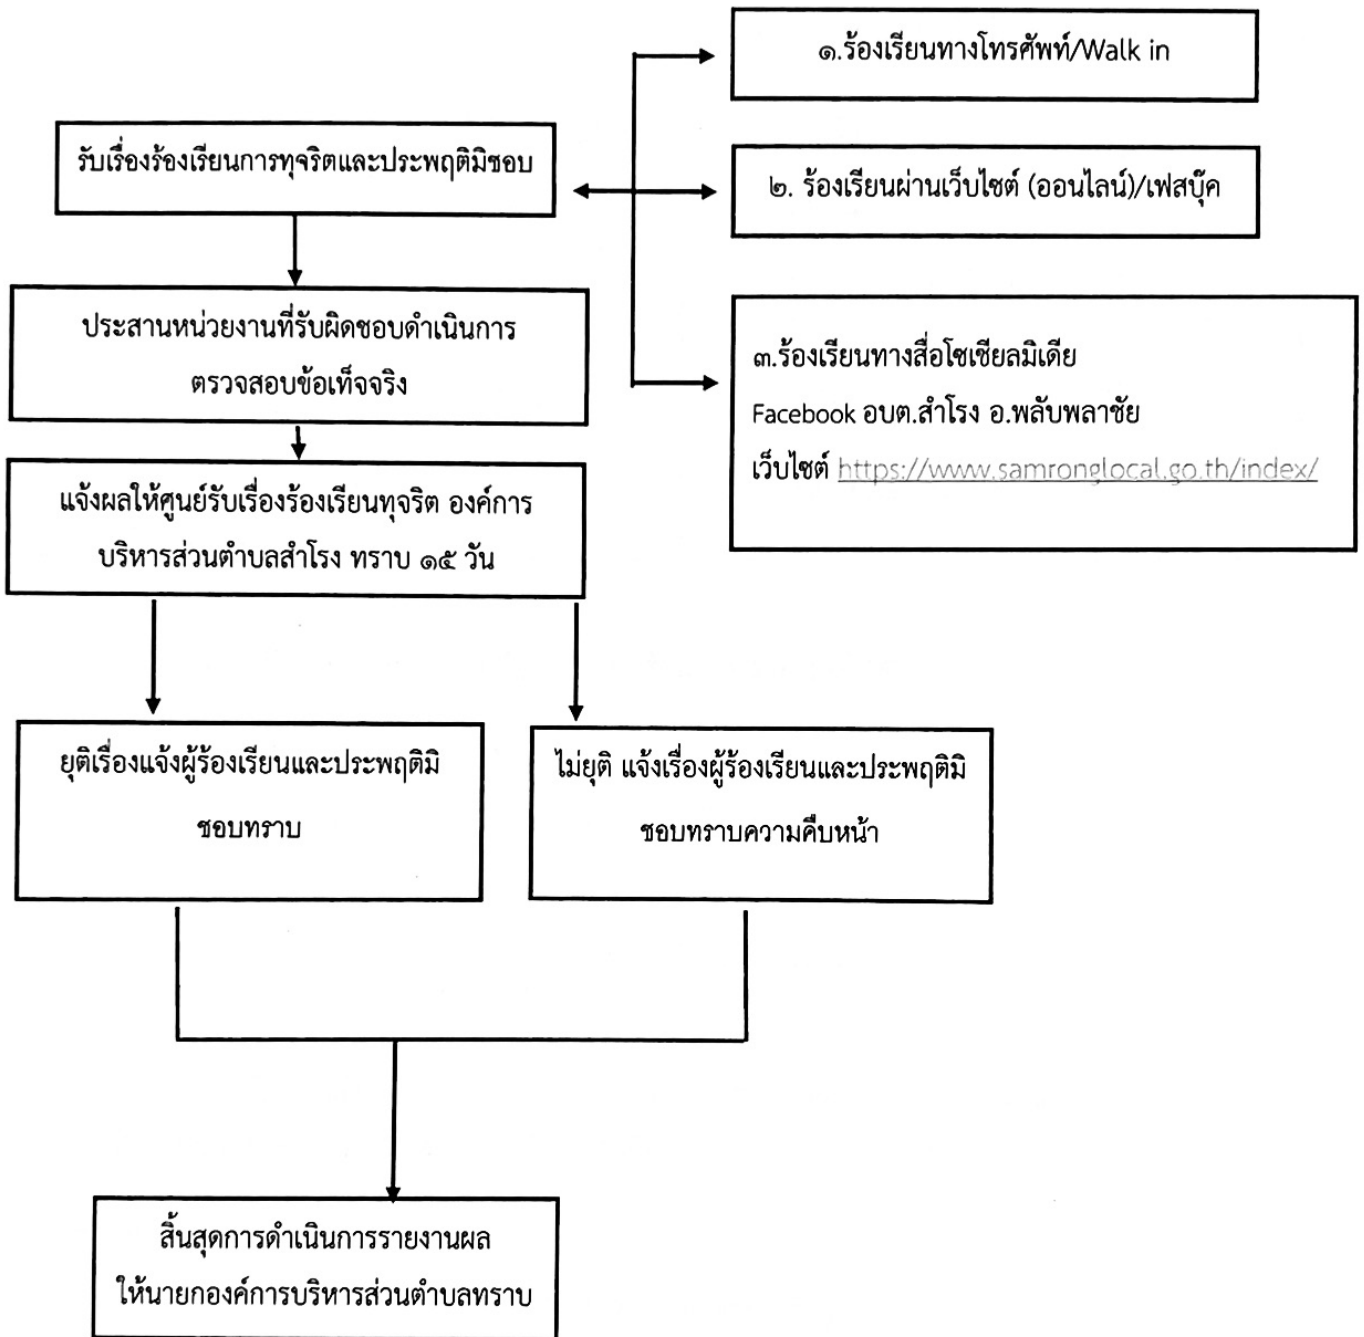 ๑.ร้องเรียนทางโทรศัพท์/Walk in
รับเรื่องร้องเรียนการทุจริตและประพฤติมิชอบ
๒. ร้องเรียนผ่านเว็บไซต์ (ออนไลน์)/เฟสบุ๊ค
ประสานหน่วยงานที่รับผิดชอบดำเนินการ
ตรวจสอบข้อเท็จจริง
๓.ร้องเรียนทางสื่อโซเชียลมิเดีย
Facebook อบต.สำโรง อ.พลับพลาชัย
เว็บไซต์ https://www.samronglocal.go.th/index/
แจ้งผลให้ศูนย์รับเรื่องร้องเรียนทุจริต องค์การ
บริหารส่วนตำบลสำโรง ทราบ ๑๕ วัน
ยุติเรื่องแจ้งผู้ร้องเรียนและประพฤติมิ
ชอบทราบ
ไม่ยุติ แจ้งเรื่องผู้ร้องเรียนและประพฤติมิ
ชอบทราบความคืบหน้า
สิ้นสุดการดำเนินการรายงานผล
ให้นายกองค์การบริหารส่วนตำบลทราบ